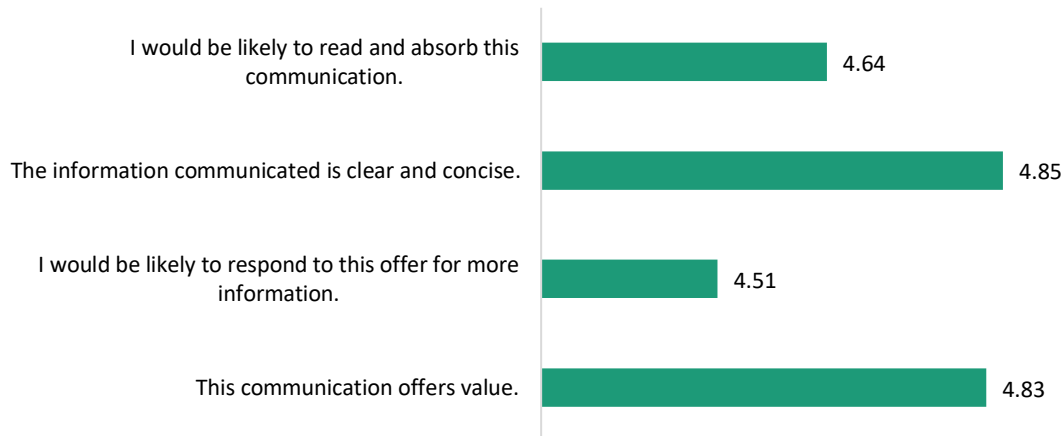 I would be likely to read and absorb this
communication.
4.64
The information communicated is clear and concise.
4.85
I would be likely to respond to this offer for more
information.
4.51
This communication offers value.
4.83